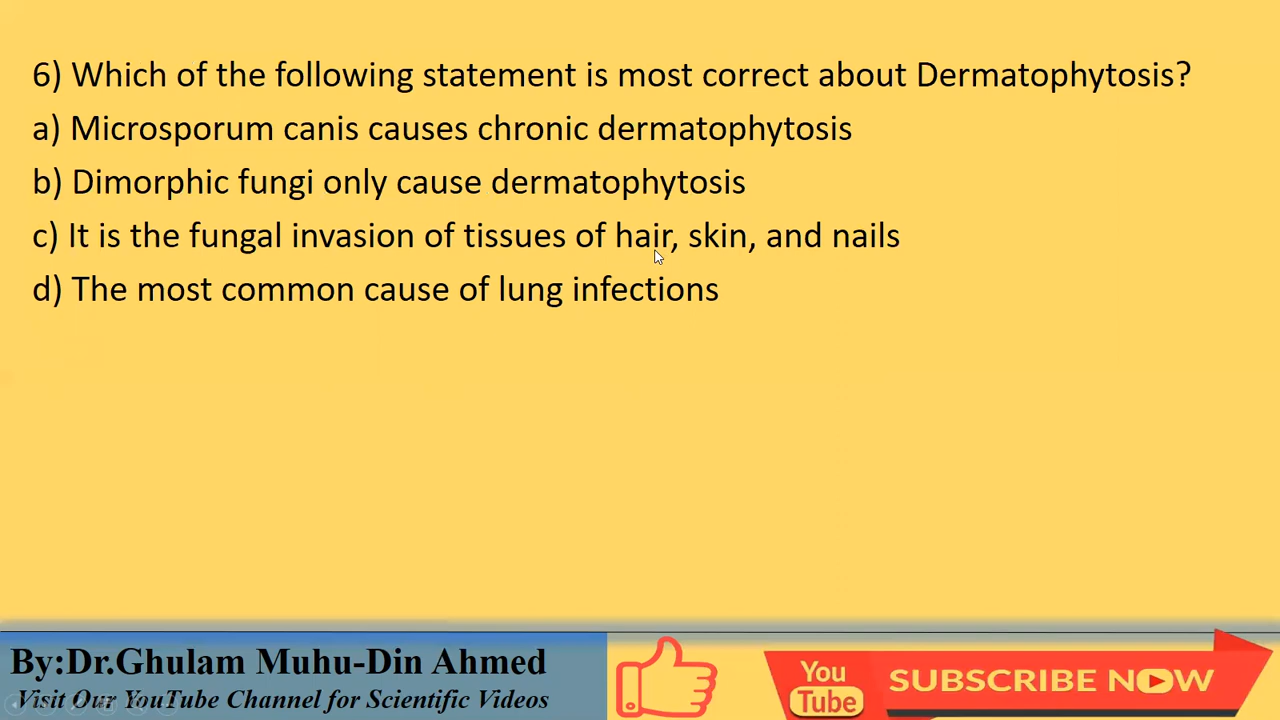 6) Which of the following statement is most correct about Dermatophytosis?
a) Microsporum canis causes chronic dermatophytosis
b) Dimorphic fungi only cause dermatophytosis
c) It is the fungal invasion of tissues of hair, skin, and nails
d) The most common cause of lung infections
By:Dr.Ghulam Muhu-Din Ahmed
Visit Our YouTube Channel for Scientific Videos
You
Tube
SUBSCRIBE NOW